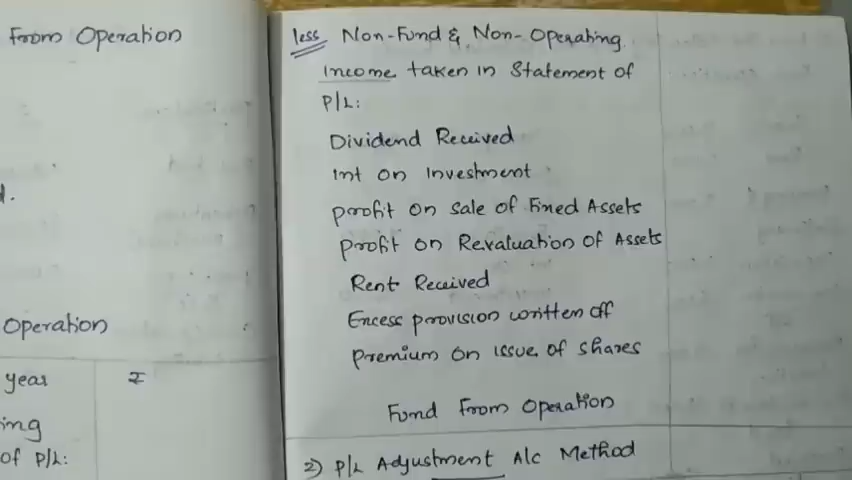 From Operation
d.
Operation
year ₹
ing
of P/L:
less Non-Fund & Non-Operating
Income taken in Statement of
P/L:
Dividend Received
Int on Investment
profit on sale of Fixed Assets
profit on Revaluation of Assets
Rent Received
Excess provision written off
Premium on issue of shares
Fund From Operation
2) P/L Adjustment A/c Method